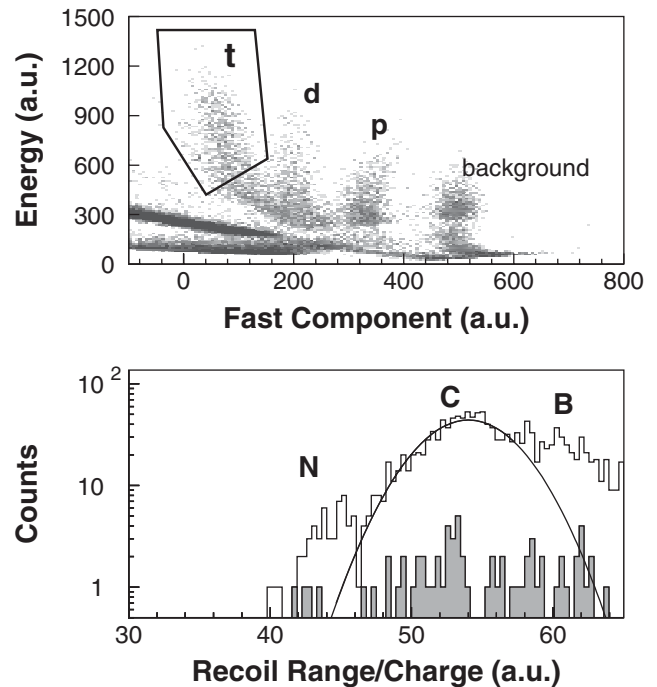 Energy (a.u.)
1500
1200
900
600
300
0
t
d
p
background
0 200 400 600 800
Fast Component (a.u.)
Counts
10 2
10
1
N
C
B
30 40 50 60
Recoil Range/Charge (a.u.)